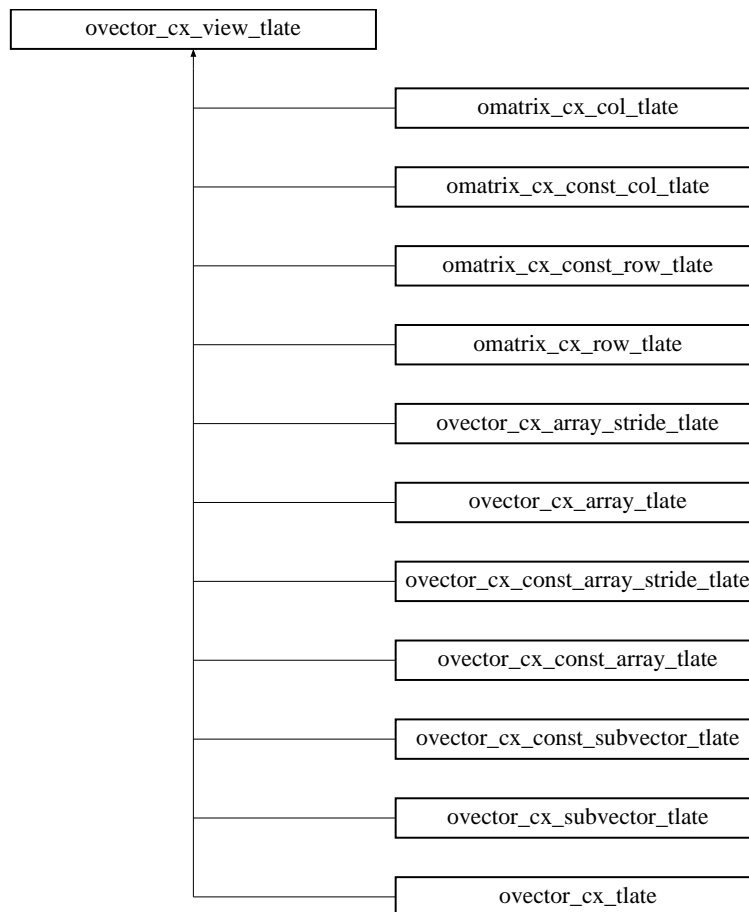 ovector_cx_view_tlate
omatrix_cx_col_tlate
omatrix_cx_const_col_tlate
omatrix_cx_const_row_tlate
omatrix_cx_row_tlate
ovector_cx_array_stride_tlate
ovector_cx_array_tlate
ovector_cx_const_array_stride_tlate
ovector_cx_const_array_tlate
ovector_cx_const_subvector_tlate
ovector_cx_subvector_tlate
ovector_cx_tlate